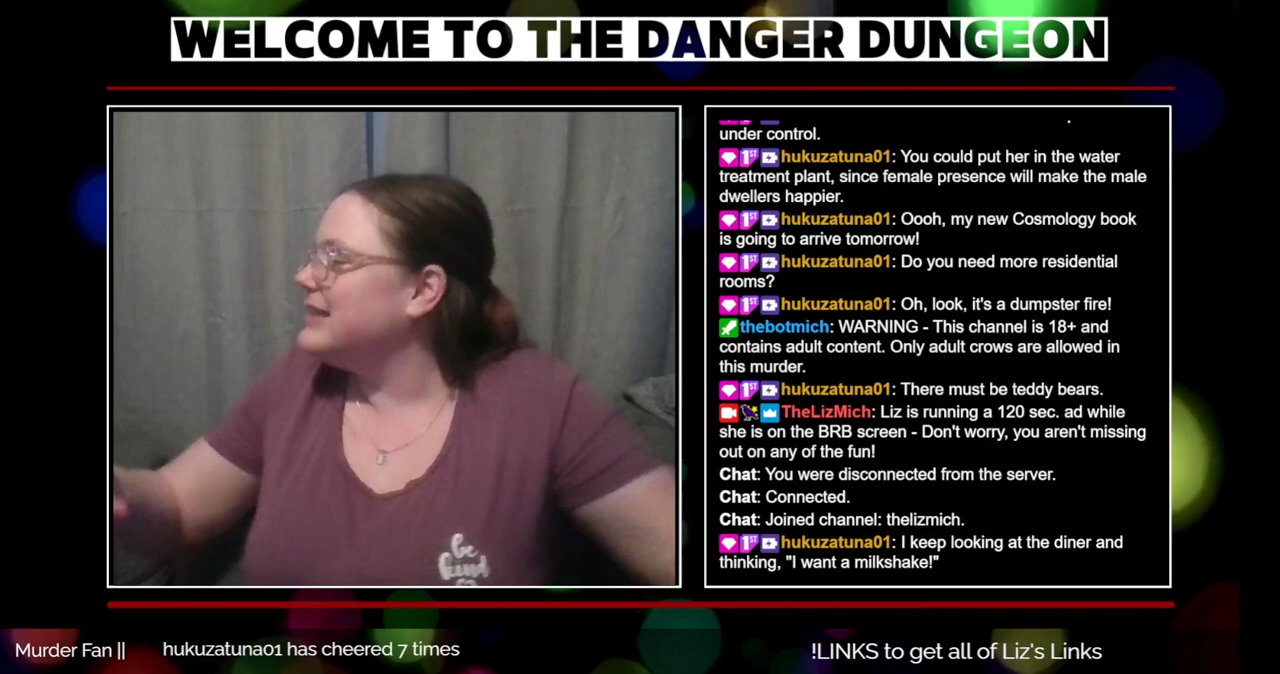 WELCOME TO THE DANGER DUNGEON
under control.
hukuzatuna01: You could put her in the water
treatment plant, since female presence will make the male
dwellers happier.
hukuzatuna01: Oooh, my new Cosmology book
is going to arrive tomorrow!
hukuzatuna01: Do you need more residential
rooms?
hukuzatuna01: Oh, look, it's a dumpster fire!
thebotmich: WARNING - This channel is 18+ and
contains adult content. Only adult crows are allowed in
this murder.
hukuzatuna01: There must be teddy bears.
TheLizMich: Liz is running a 120 sec. ad while
she is on the BRB screen - Don't worry, you aren't missing
out on any of the fun!
Chat: You were disconnected from the server.
Chat: Connected.
Chat: Joined channel: thelizmich.
hukuzatuna01: I keep looking at the diner and
thinking, "I want a milkshake!"
be
kind
Murder Fan || hukuzatuna01 has cheered 7 times
!LINKS to get all of Liz's Links